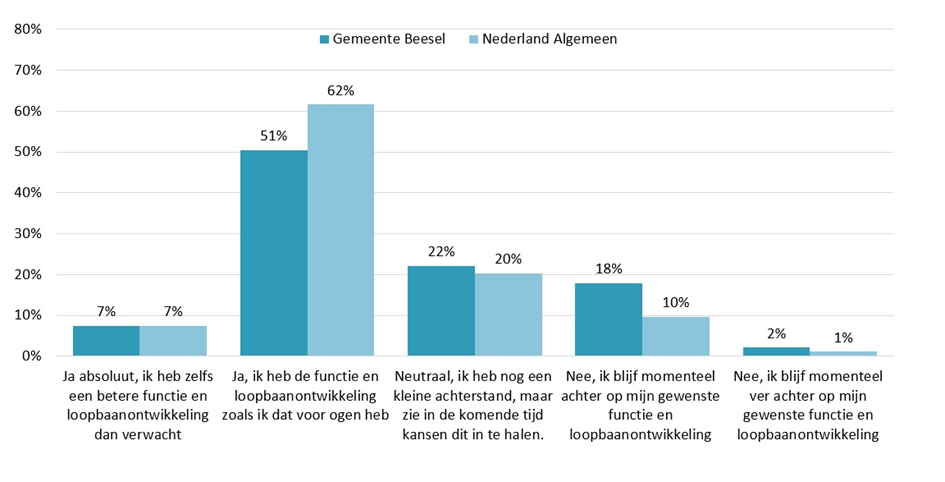 80%
Gemeente Beesel
Nederland Algemeen
70%
62%
60%
51%
50%
40%
30%
22%
20%
18%
20%
10%
7%
7%
10%
2%
1%
0%
Ja absoluut, ik heb zelfs
een betere functie en
loopbaanontwikkeling
dan verwacht
Ja, ik heb de functie en
loopbaanontwikkeling
zoals ik dat voor ogen heb
Neutraal, ik heb nog een
kleine achterstand, maar
zie in de komende tijd
kansen dit in te halen.
Nee, ik blijf momenteel
achter op mijn gewenste
functie en
loopbaanontwikkeling
Nee, ik blijf momenteel
ver achter op mijn
gewenste functie en
loopbaanontwikkeling